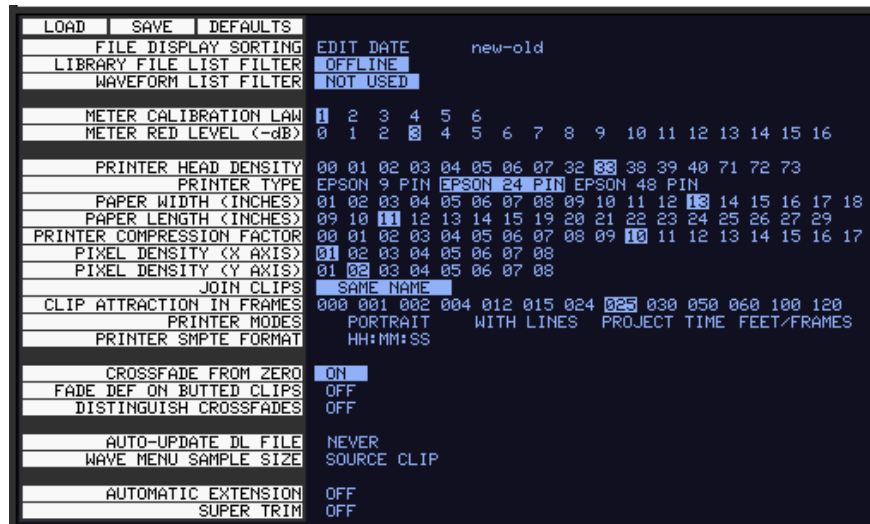 LOAD SAVE DEFAULTS
FILE DISPLAY SORTING EDIT DATE new-old
LIBRARY FILE LIST FILTER OFFLINE
WAVEFORM LIST FILTER NOT USED
METER CALIBRATION LAW 1 2 3 4 5 6
METER RED LEVEL (-dB) 0 1 2 3 4 5 6 7 8 9 10 11 12 13 14 15 16
PRINTER HEAD DENSITY 00 01 02 03 04 05 06 07 32 33 38 39 40 71 72 73
PRINTER TYPE EPSON 9 PIN EPSON 24 PIN EPSON 48 PIN
PAPER WIDTH (INCHES) 01 02 03 04 05 06 07 08 09 10 11 12 13 14 15 16 17 18
PAPER LENGTH (INCHES) 09 10 11 12 13 14 15 19 20 21 22 23 24 25 26 27 29
PRINTER COMPRESSION FACTOR 00 01 02 03 04 05 06 07 08 09 10 11 12 13 14 15 16 17
PIXEL DENSITY (X AXIS) 01 02 03 04 05 06 07 08
PIXEL DENSITY (Y AXIS) 01 02 03 04 05 06 07 08
JOIN CLIPS SAME NAME
CLIP ATTRACTION IN FRAMES 000 001 002 004 012 015 024 025 030 050 060 100 120
PRINTER MODES PORTRAIT WITH LINES PROJECT TIME FEET/FRAMES
PRINTER SMPTE FORMAT HH:MM:SS
CROSSFADE FROM ZERO ON
FADE DEF ON BUTTED CLIPS OFF
DISTINGUISH CROSSFADES OFF
AUTO-UPDATE DL FILE NEVER
WAVE MENU SAMPLE SIZE SOURCE CLIP
AUTOMATIC EXTENSION OFF
SUPER TRIM OFF